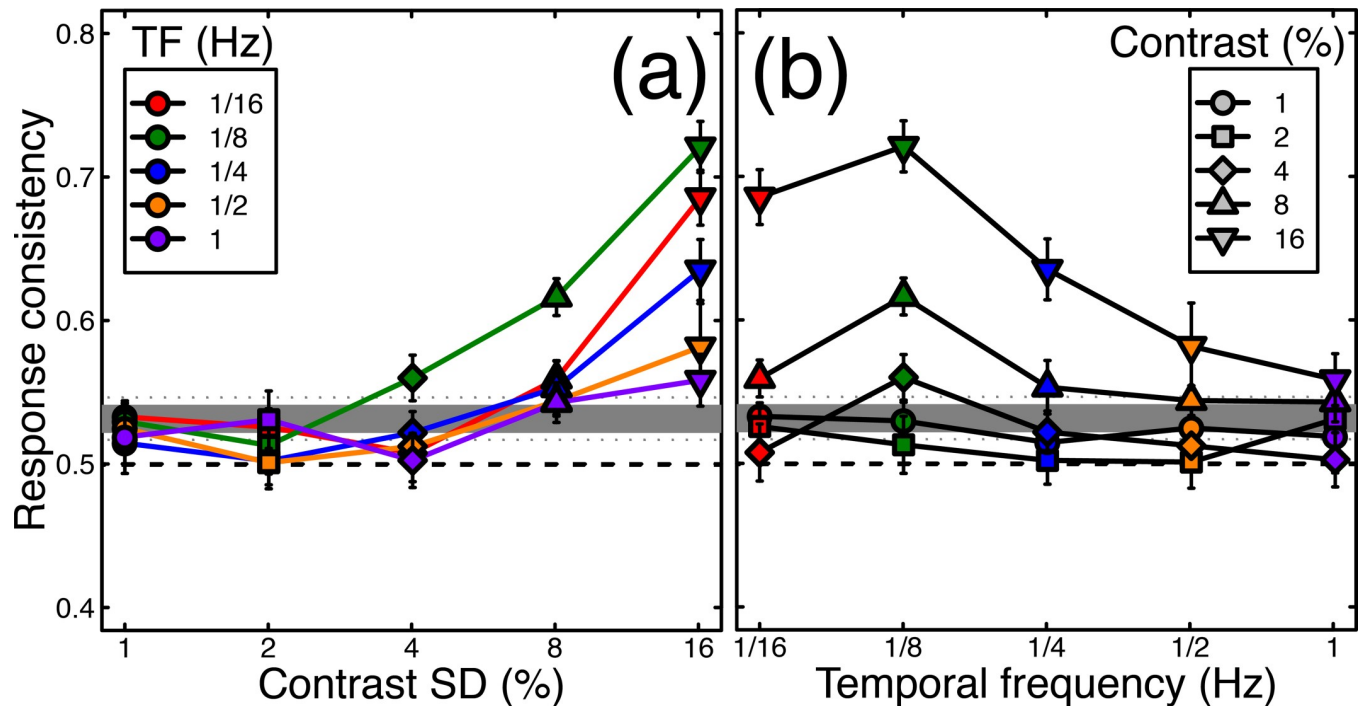 TF (Hz)
1/16
1/8
1/4
1/2
1
(a)
Response consistency
0.8
0.7
0.6
0.5
0.4
1 2 4 8 16
Contrast SD (%)
(b)
Contrast (%)
1
2
4
8
16
1/16 1/8 1/4 1/2 1
Temporal frequency (Hz)